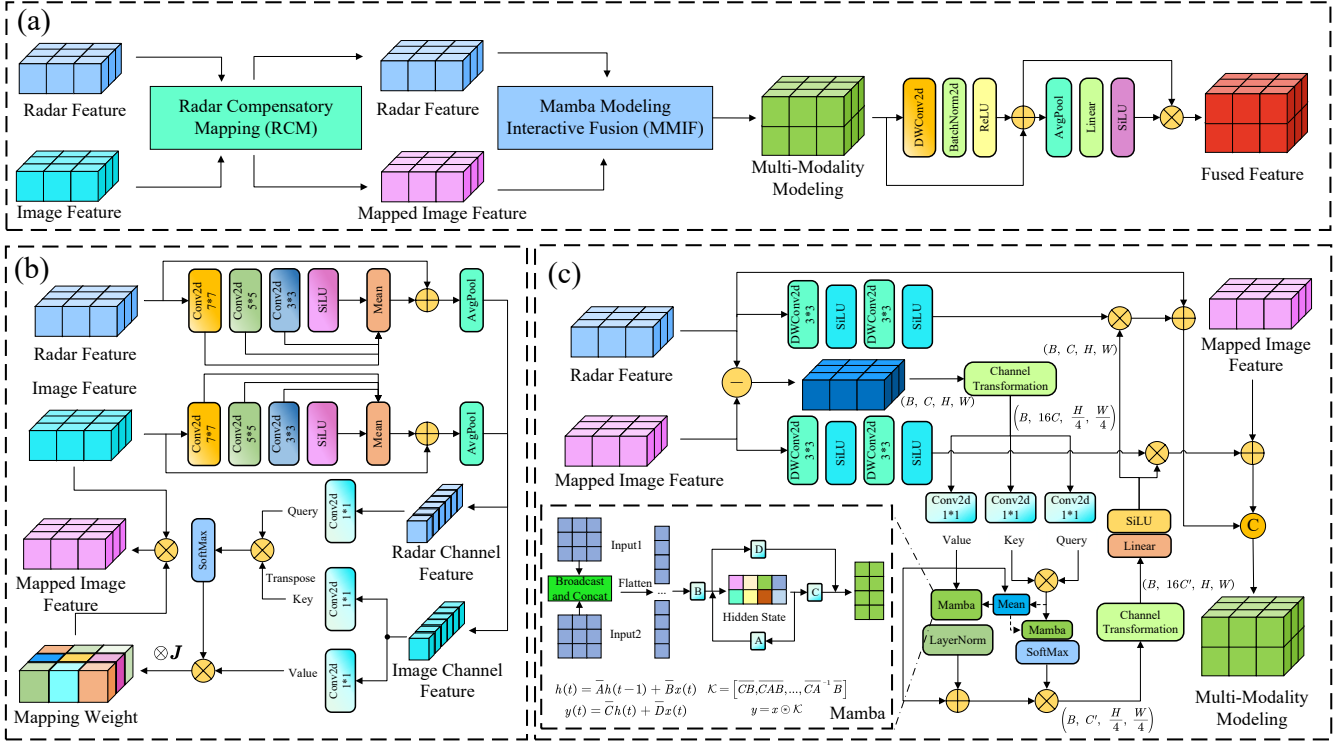 (a)
Radar Feature
Image Feature
Radar Compensatory
Mapping (RCM)
Radar Feature
Mapped Image Feature
Mamba Modeling
Interactive Fusion (MMIF)
Multi-Modality
Modeling
DWConv2d
BatchNorm2d
ReLU
AvgPool
Linear
SiLU
Fused Feature
(b)
Radar Feature
Conv2d
7*7
Conv2d
5*5
Conv2d
3*3
SiLU
Mean
AvgPool
Image Feature
Conv2d
7*7
Conv2d
5*5
Conv2d
3*3
SiLU
Mean
AvgPool
Mapped Image
Feature
SoftMax
Query
Conv2d
1*1
Radar Channel
Feature
Transpose
Key
Conv2d
1*1
Image Channel
Feature
Value
Conv2d
1*1
⊗J
Mapping Weight
(c)
Radar Feature
Mapped Image Feature
DWConv2d
3*3
SiLU
DWConv2d
3*3
SiLU
(B, C, H, W)
Channel
Transformation
(B, 16C, H/4, W/4)
DWConv2d
3*3
SiLU
DWConv2d
3*3
SiLU
(B, C, H, W)
Mapped Image
Feature
Conv2d
1*1
Conv2d
1*1
Conv2d
1*1
Value
Key
Query
SiLU
Linear
C
(B, 16C′, H, W)
Channel
Transformation
Mamba
Mean
Mamba
LayerNorm
SoftMax
(B, C′, H/4, W/4)
Multi-Modality
Modeling
Input1
Broadcast
and Concat
Flatten
...
Input2
B
D
Hidden State
A
C
h(t) = A̅h(t−1) + B̅x(t)
y(t) = C̅h(t) + D̅x(t)
𝒦 = [C̅B̅, C̅A̅B̅, ..., C̅A̅⁻¹B̅]
y = x ⊛ 𝒦
Mamba